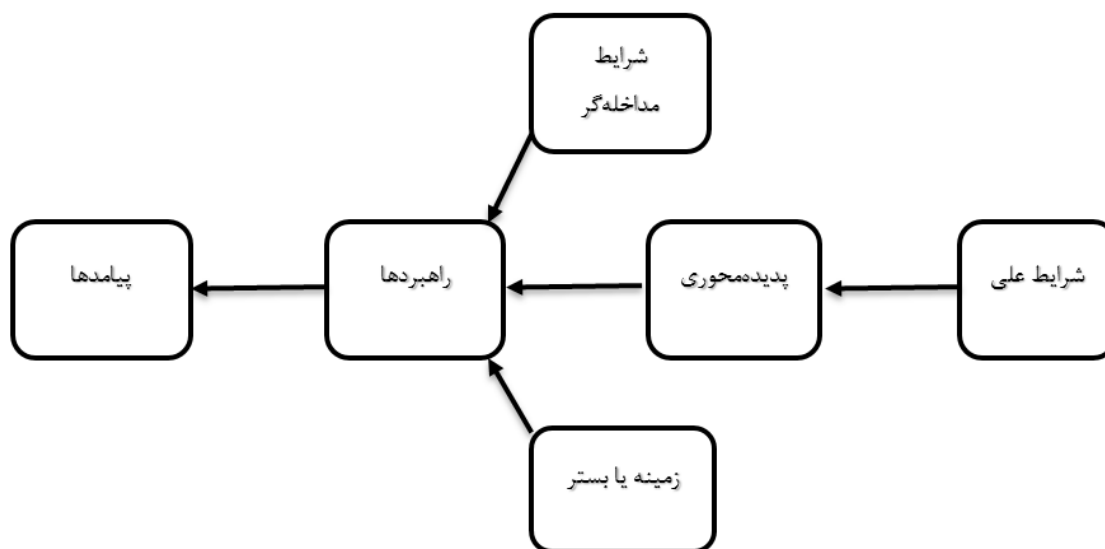 شرایط
مداخله‌گر
شرایط علی
پدیده‌محوری
راهبردها
پیامدها
زمینه یا بستر